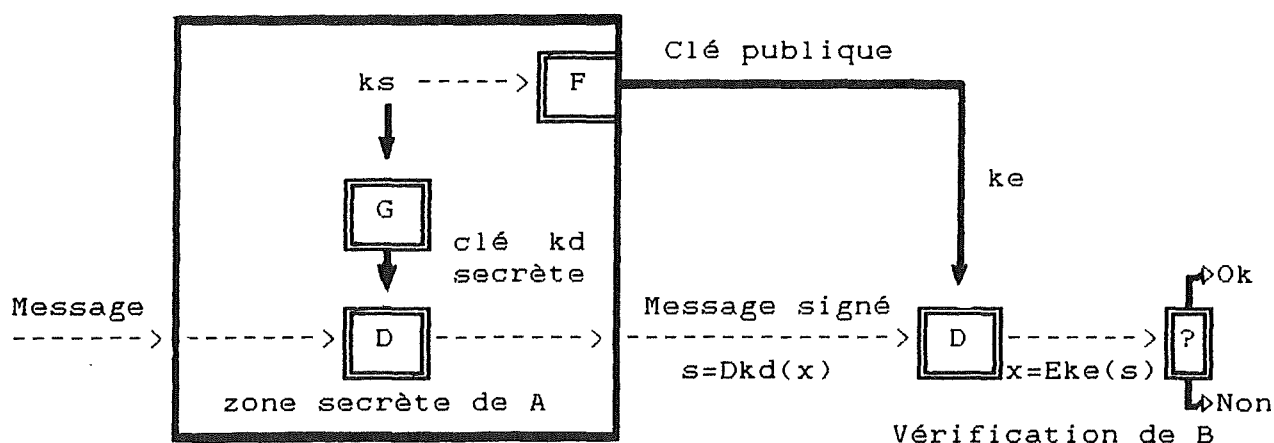 Clé publique
ks
F
ke
G
clé kd
secrète
Message
Message signé
Ok
D
D
?
s=Dkd(x)
x=Eke(s)
zone secrète de A
Non
Vérification de B